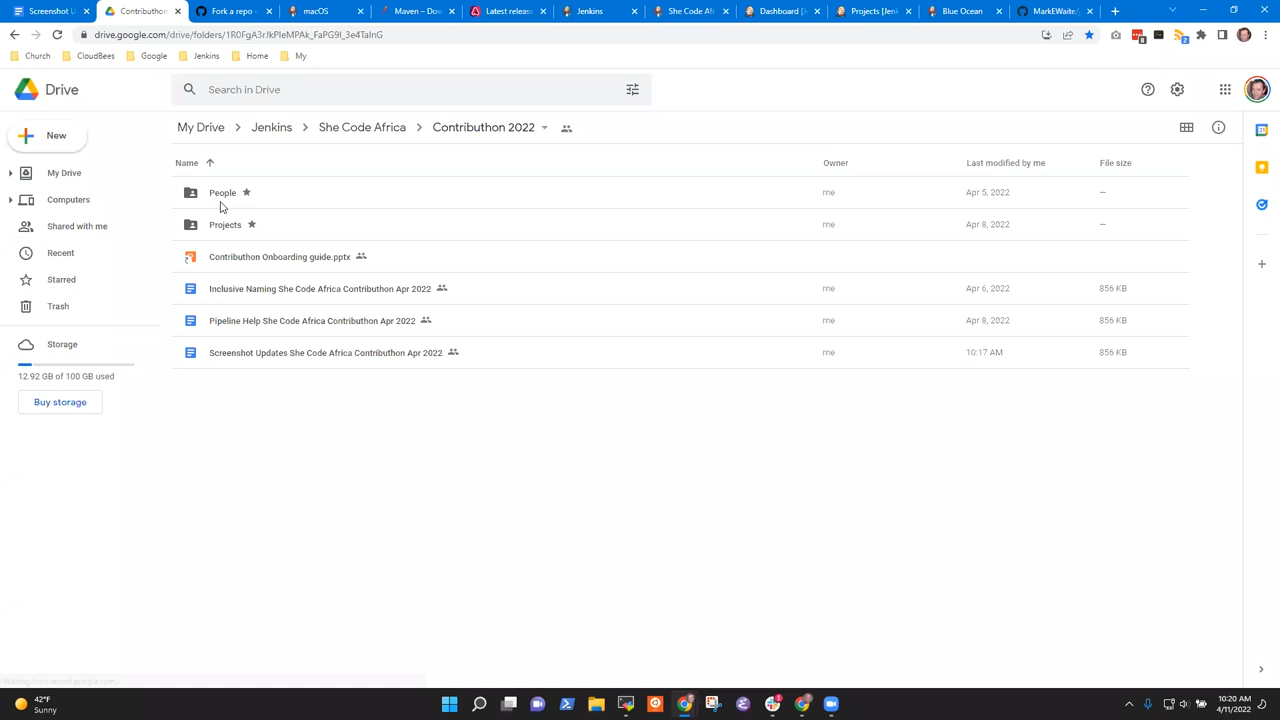 Screenshot U
Contributhon
Fork a repo -
macOS
Maven – Dov
Latest release
Jenkins
She Code Af
Dashboard [J
Projects [Jenk
Blue Ocean
MarkEWaite/
drive.google.com/drive/folders/1R0FgA3rJkPIeMPAk_FaPG9l_3e4TaInG
Church
CloudBees
Google
Jenkins
Home
My
Drive
Search in Drive
New
My Drive
Jenkins
She Code Africa
Contributhon 2022
Name
Owner
Last modified by me
File size
My Drive
Computers
Shared with me
Recent
Starred
Trash
Storage
12.92 GB of 100 GB used
Buy storage
People
me
Apr 5, 2022
–
Projects
me
Apr 8, 2022
–
Contributhon Onboarding guide.pptx
Inclusive Naming She Code Africa Contributhon Apr 2022
me
Apr 6, 2022
856 KB
Pipeline Help She Code Africa Contributhon Apr 2022
me
Apr 8, 2022
856 KB
Screenshot Updates She Code Africa Contributhon Apr 2022
me
10:17 AM
856 KB
42°F
Sunny
10:20 AM
4/11/2022